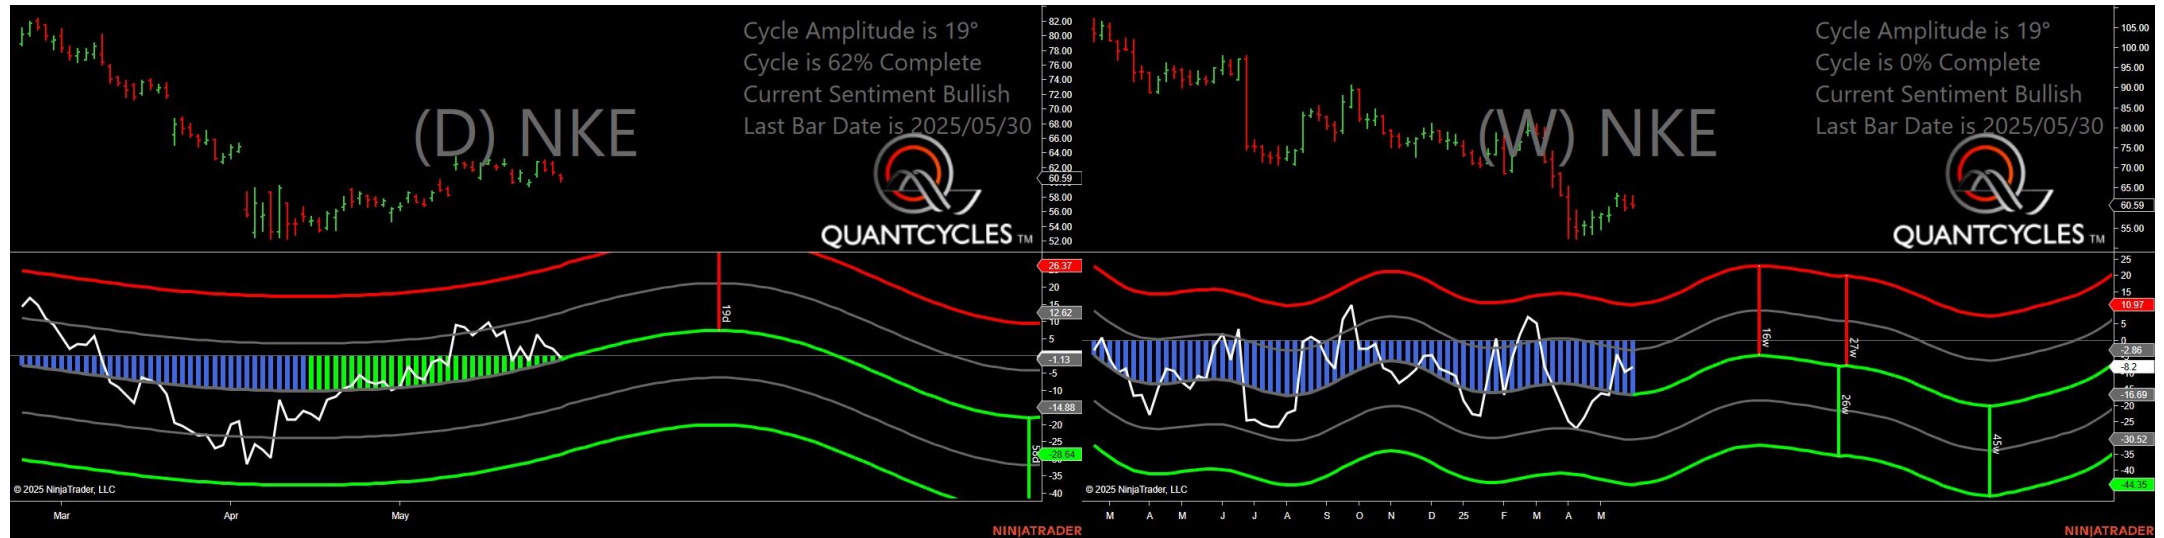 Cycle Amplitude is 19°
Cycle is 62% Complete
Current Sentiment Bullish
Last Bar Date is 2025/05/30
(D) NKE
QUANTCYCLES TM
82.00
80.00
78.00
76.00
74.00
72.00
70.00
68.00
66.00
64.00
62.00
60.59
58.00
56.00
54.00
52.00
26.37
20
15
12.62
10
5
-1.13
-5
-10
-14.88
-20
-25
-28.64
-35
-40
19d
58d
© 2025 NinjaTrader, LLC
Mar
Apr
May
NINJATRADER
Cycle Amplitude is 19°
Cycle is 0% Complete
Current Sentiment Bullish
Last Bar Date is 2025/05/30
(W) NKE
QUANTCYCLES TM
105.00
100.00
95.00
90.00
85.00
80.00
75.00
70.00
65.00
60.59
55.00
25
20
15
10.97
5
0
-2.86
-8.2
-16.69
-20
-25
-30.52
-35
-40
-44.35
16w
27w
26w
45w
© 2025 NinjaTrader, LLC
M A M J J A S O N D 25 F M A M
NINJATRADER